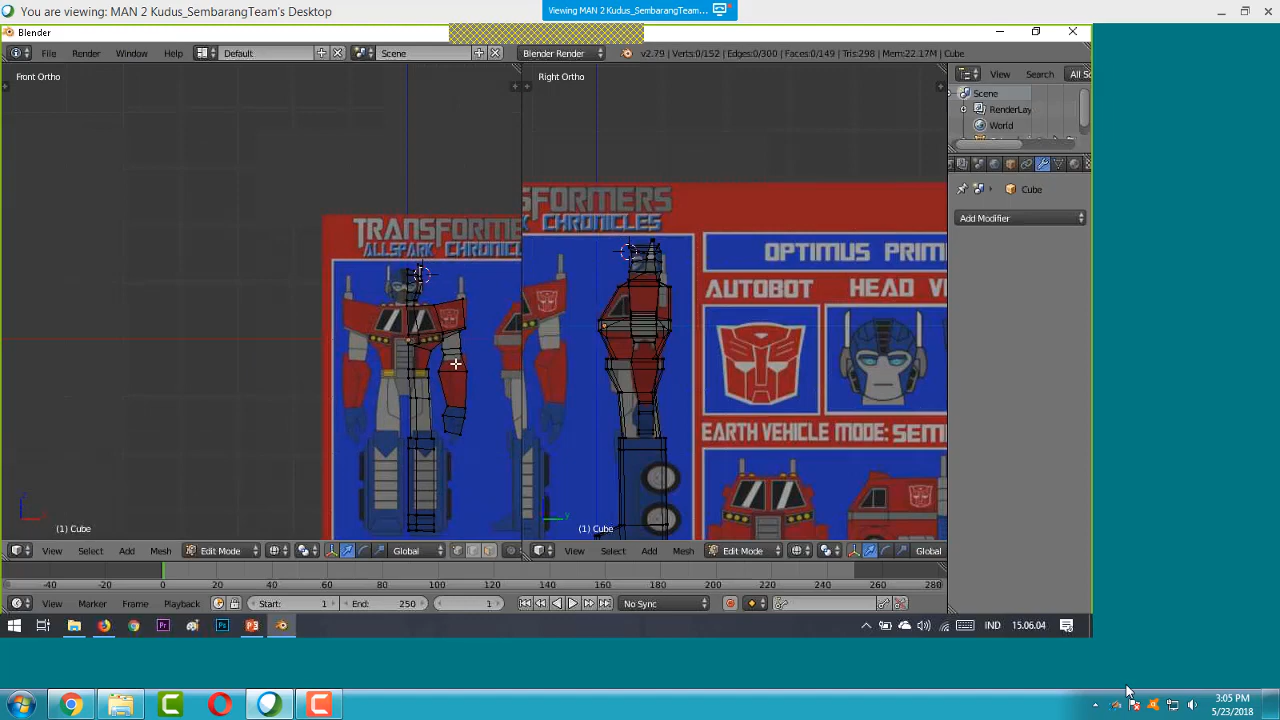 You are viewing: MAN 2 Kudus_SembarangTeam's Desktop
Viewing MAN 2 Kudus_SembarangTeam...
Blender
File Render Window Help Default Scene Blender Render v2.79 | Verts:0/152 | Edges:0/300 | Faces:0/149 | Tris:298 | Mem:22.17M | Cube
Front Ortho
Right Ortho
View Search
Scene
RenderLay
World
Cube
Add Modifier
TRANSFORME
ALLSPARK CHRONIC
SFORMERS
CHRONICLES
OPTIMUS PRIM
AUTOBOT HEAD
EARTH VEHICLE MODE: SEM
(1) Cube
(1) Cube
View Select Add Mesh Edit Mode Global
View Select Add Mesh Edit Mode Global
-40 -20 0 20 40 60 80 100 120 140 160 180 200 220 240 260 280
View Marker Frame Playback Start: 1 End: 250 1 No Sync
IND 15.06.04
3:05 PM
5/23/2018